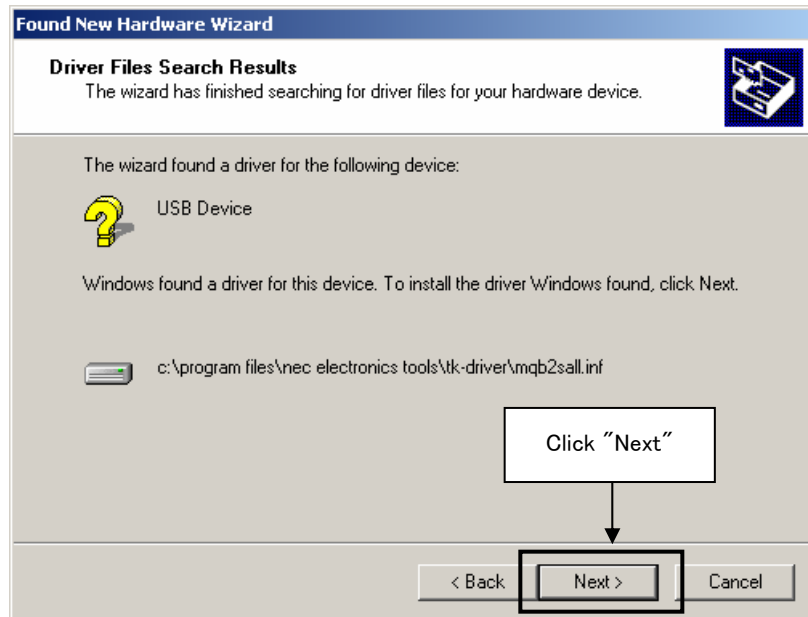 Found New Hardware Wizard
Driver Files Search Results
The wizard has finished searching for driver files for your hardware device.
The wizard found a driver for the following device:
USB Device
Windows found a driver for this device. To install the driver Windows found, click Next.
c:\program files\nec electronics tools\tk-driver\mqb2sall.inf
Click "Next"
< Back
Next >
Cancel